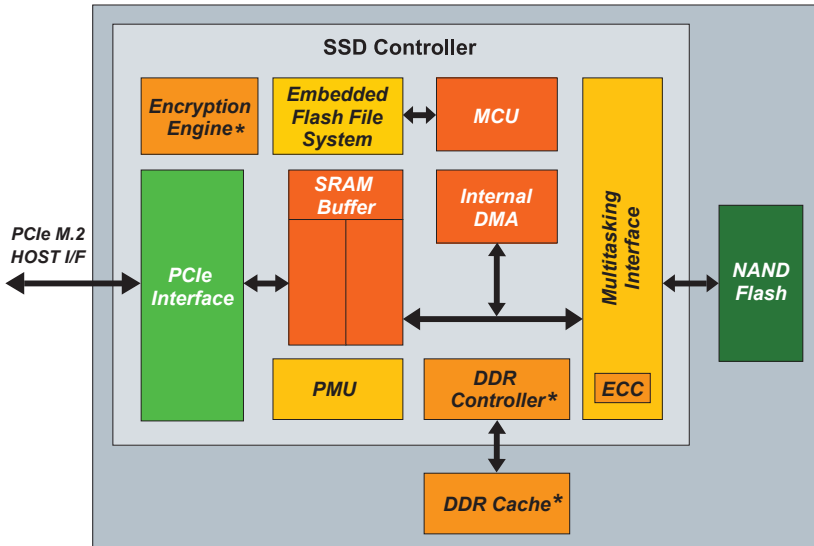 SSD Controller
Encryption
Engine*
Embedded
Flash File
System
MCU
SRAM
Buffer
Internal
DMA
Multitasking
Interface
PCIe M.2
HOST I/F
PCIe
Interface
NAND
Flash
PMU
DDR
Controller*
ECC
DDR Cache*